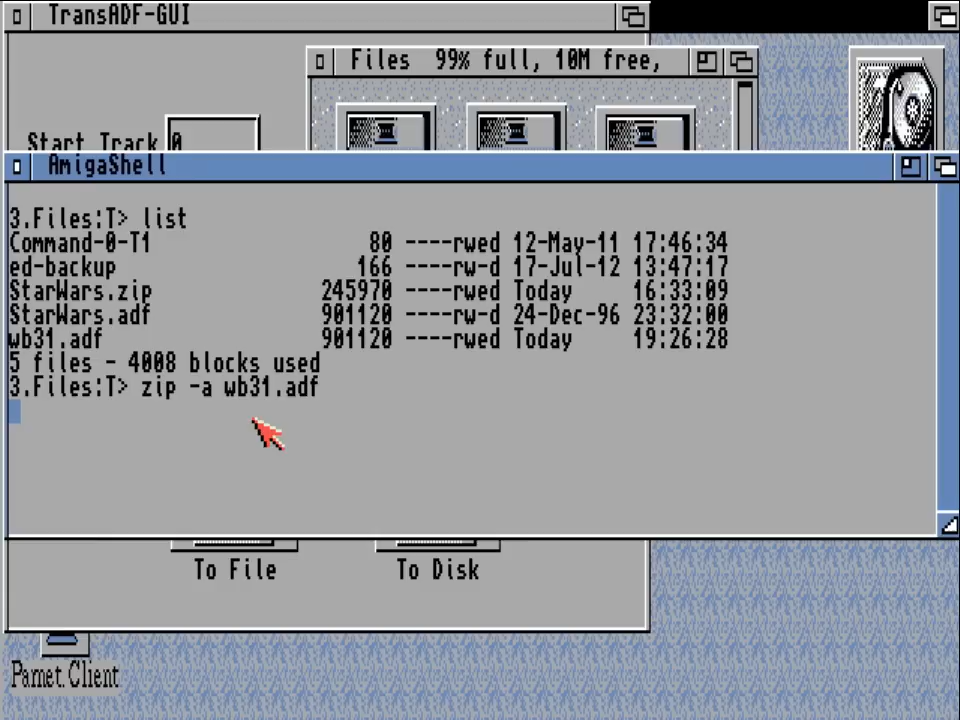 TransADF-GUI
Files 99% full, 10M free,
Start Track 0
AmigaShell
3.Files:T> list
Command-0-T1 80 ----rwed 12-May-11 17:46:34
ed-backup 166 ----rw-d 17-Jul-12 13:47:17
StarWars.zip 245970 ----rwed Today 16:33:09
StarWars.adf 901120 ----rw-d 24-Dec-96 23:32:00
wb31.adf 901120 ----rwed Today 19:26:28
5 files - 4008 blocks used
3.Files:T> zip -a wb31.adf
To File To Disk
Pamet.Client